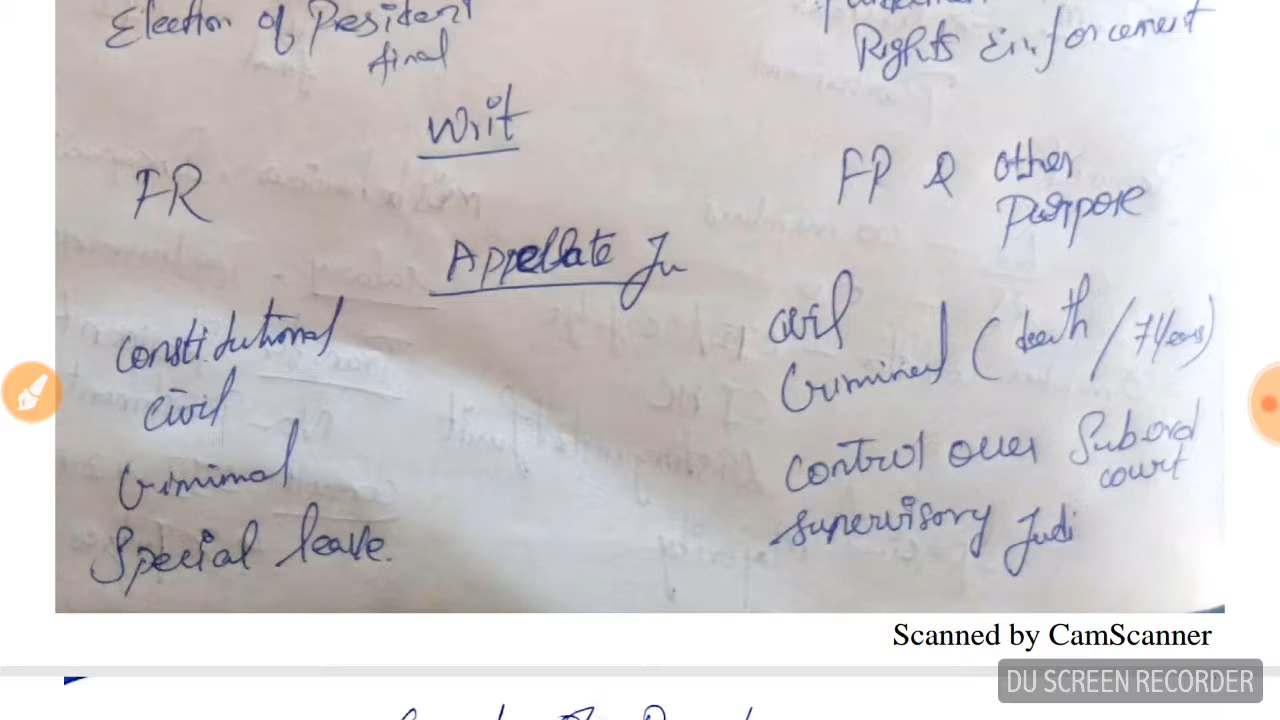 Election of President
final
Rights Enforcement
Writ
FR
FR & other
purpose
Appellate Ju
constitutional
civil
criminal
special leave.
civil
Criminal (death / 7 years)
control over Subord
court
supervisory Judi
Scanned by CamScanner
DU SCREEN RECORDER